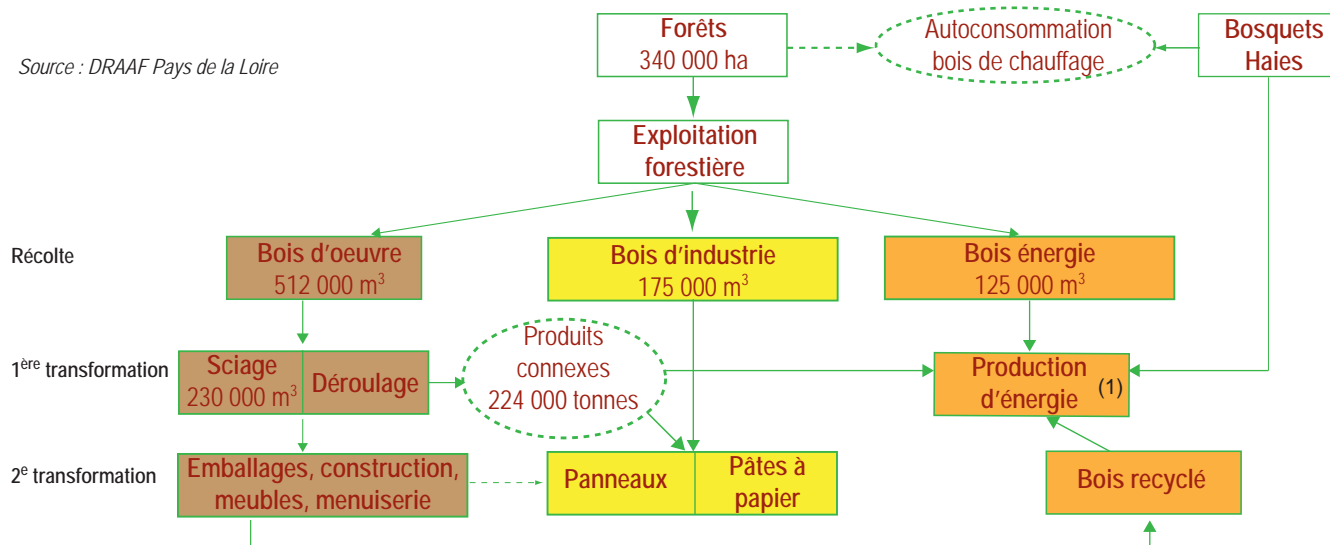 Forêts
340 000 ha
Autoconsommation
bois de chauffage
Bosquets
Haies
Source : DRAAF Pays de la Loire
Exploitation
forestière
Récolte
Bois d'oeuvre
512 000 m³
Bois d'industrie
175 000 m³
Bois énergie
125 000 m³
1ère transformation
Sciage
230 000 m³
Déroulage
Produits
connexes
224 000 tonnes
Production
d'énergie (1)
2e transformation
Emballages, construction,
meubles, menuiserie
Panneaux
Pâtes à
papier
Bois recyclé